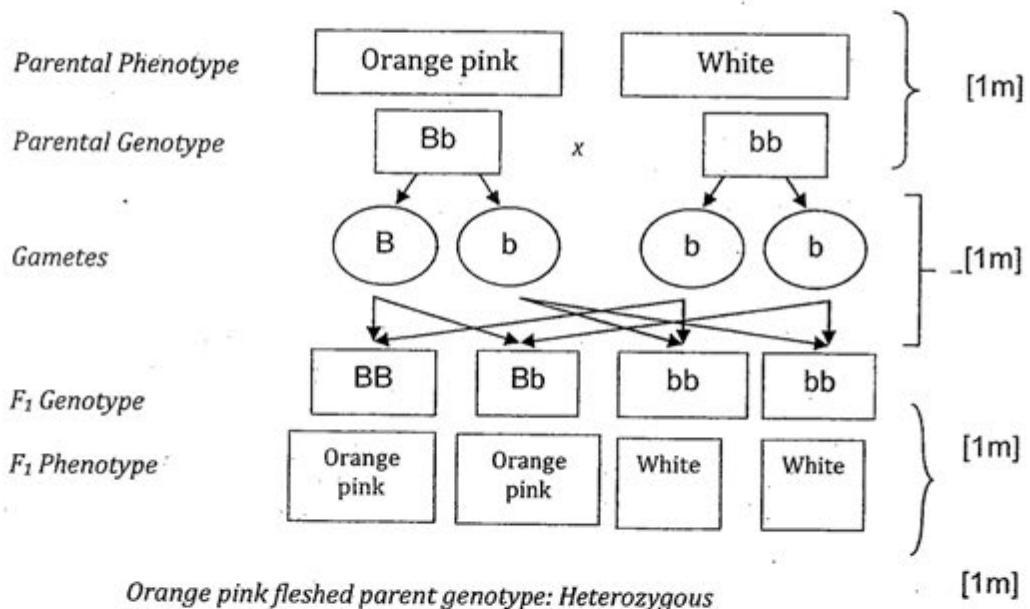 Parental Phenotype Orange pink White [1m]
Parental Genotype Bb x bb
Gametes B b b b [1m]
F1 Genotype BB Bb bb bb
F1 Phenotype Orange pink Orange pink White White [1m]
Orange pink fleshed parent genotype: Heterozygous [1m]